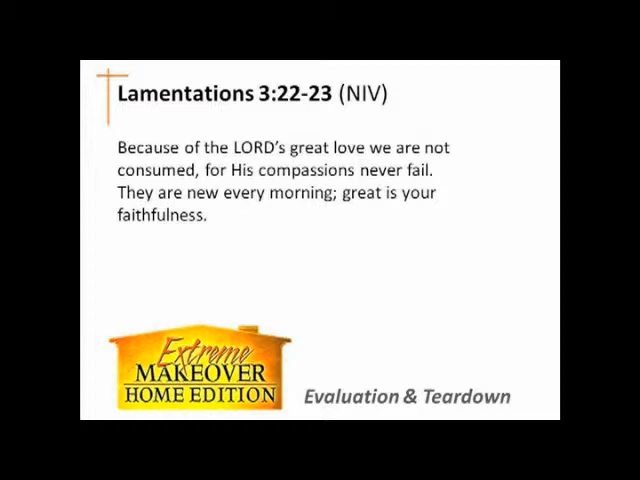 Lamentations 3:22-23 (NIV)
Because of the LORD's great love we are not
consumed, for His compassions never fail.
They are new every morning; great is your
faithfulness.
Extreme
MAKEOVER
HOME EDITION
Evaluation & Teardown